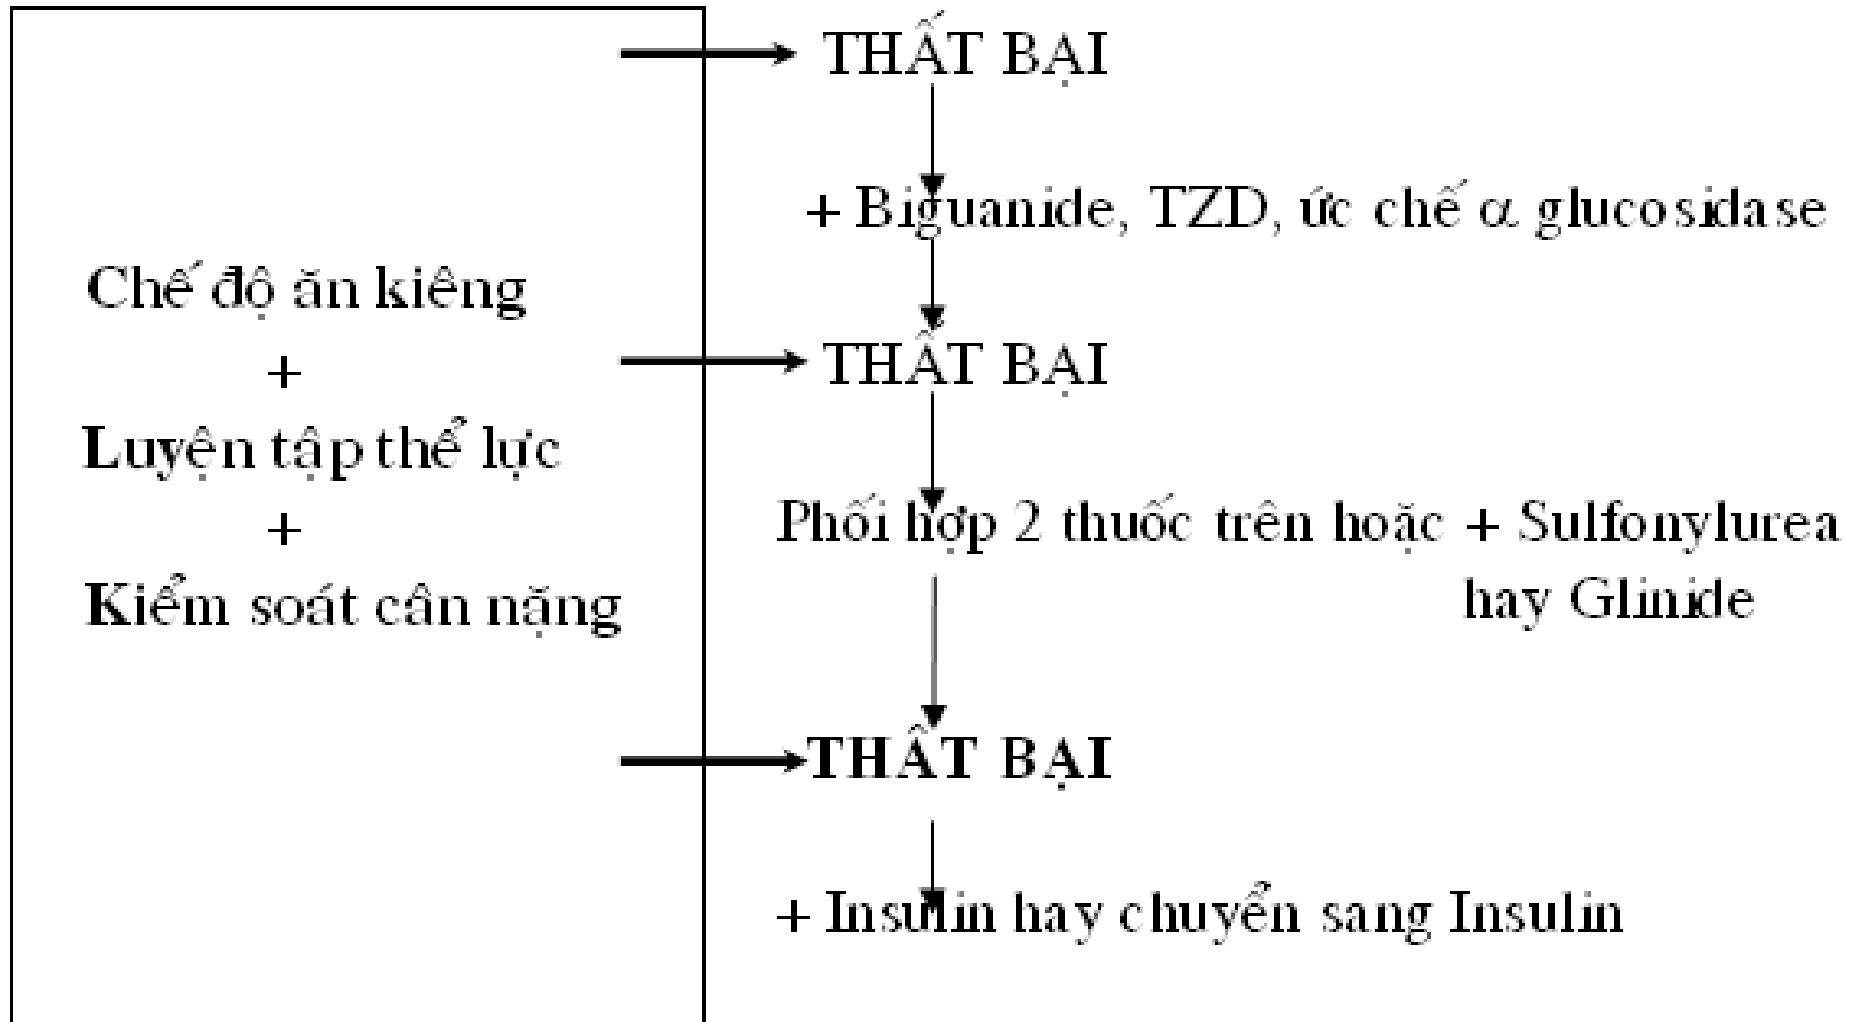 Chế độ ăn kiêng
+
Luyện tập thể lực
+
Kiểm soát cân nặng
THẤT BẠI
+ Biguanide, TZD, ức chế α glucosidase
THẤT BẠI
Phối hợp 2 thuốc trên hoặc + Sulfonylurea
hay Glinide
THẤT BẠI
+ Insulin hay chuyển sang Insulin